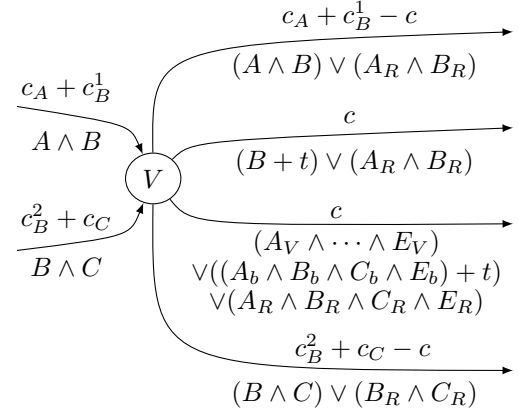 c_A + c_B^1 − c
(A ∧ B) ∨ (A_R ∧ B_R)
c_A + c_B^1
A ∧ B
c
(B + t) ∨ (A_R ∧ B_R)
V
c_B^2 + c_C
B ∧ C
c
(A_V ∧ ⋯ ∧ E_V)
∨((A_b ∧ B_b ∧ C_b ∧ E_b) + t)
∨(A_R ∧ B_R ∧ C_R ∧ E_R)
c_B^2 + c_C − c
(B ∧ C) ∨ (B_R ∧ C_R)